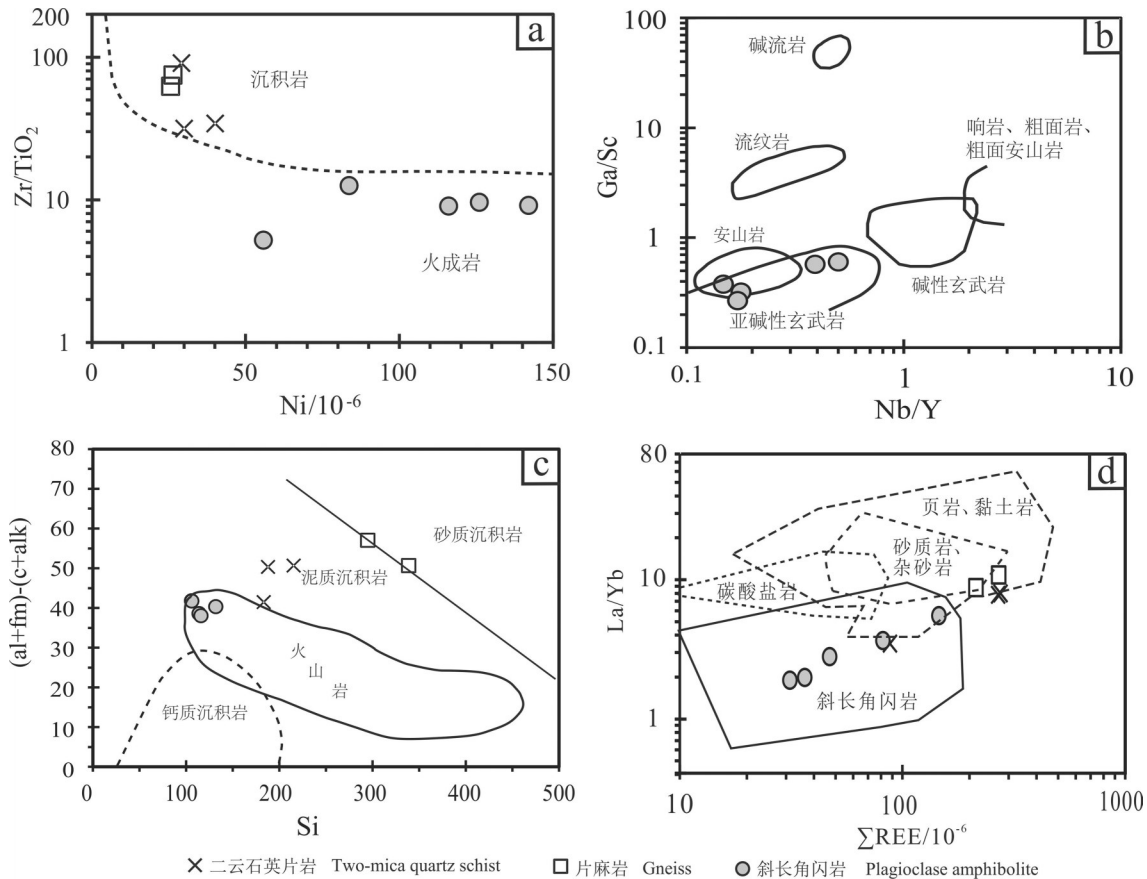 a
200
100
10
1
Zr/TiO₂
沉积岩
火成岩
0
50
100
150
Ni/10⁻⁶
b
100
10
1
0.1
Ga/Sc
碱流岩
流纹岩
响岩、粗面岩、
粗面安山岩
安山岩
碱性玄武岩
亚碱性玄武岩
0.1
1
10
Nb/Y
c
80
70
60
50
40
30
20
10
0
(al+fm)-(c+alk)
砂质沉积岩
泥质沉积岩
火
山
岩
钙质沉积岩
0
100
200
300
400
500
Si
d
80
10
1
La/Yb
页岩、黏土岩
砂质岩、
杂砂岩
碳酸盐岩
斜长角闪岩
10
100
1000
∑REE/10⁻⁶
二云石英片岩 Two-mica quartz schist
片麻岩 Gneiss
斜长角闪岩 Plagioclase amphibolite